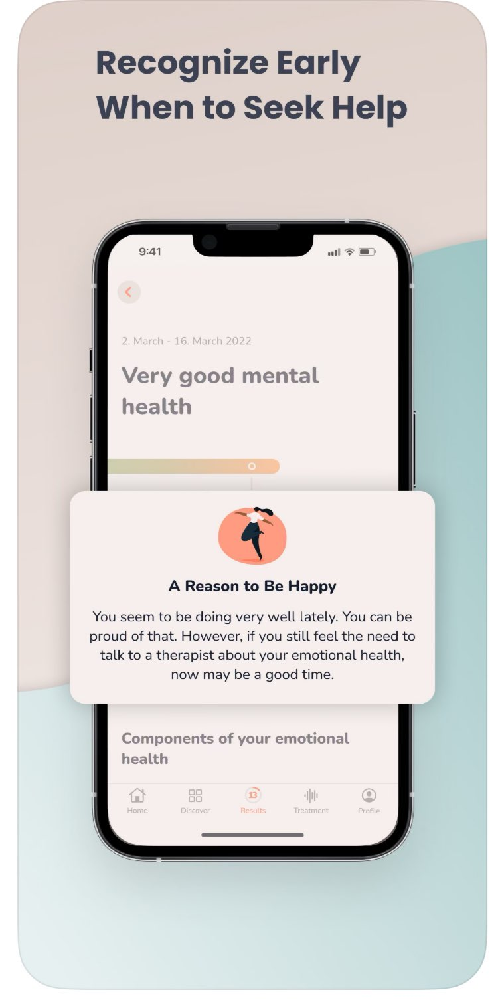 Recognize Early
When to Seek Help
9:41
2. March - 16. March 2022
Very good mental
health
A Reason to Be Happy
You seem to be doing very well lately. You can be
proud of that. However, if you still feel the need to
talk to a therapist about your emotional health,
now may be a good time.
Components of your emotional
health
13
Home Discover Results Treatment Profile